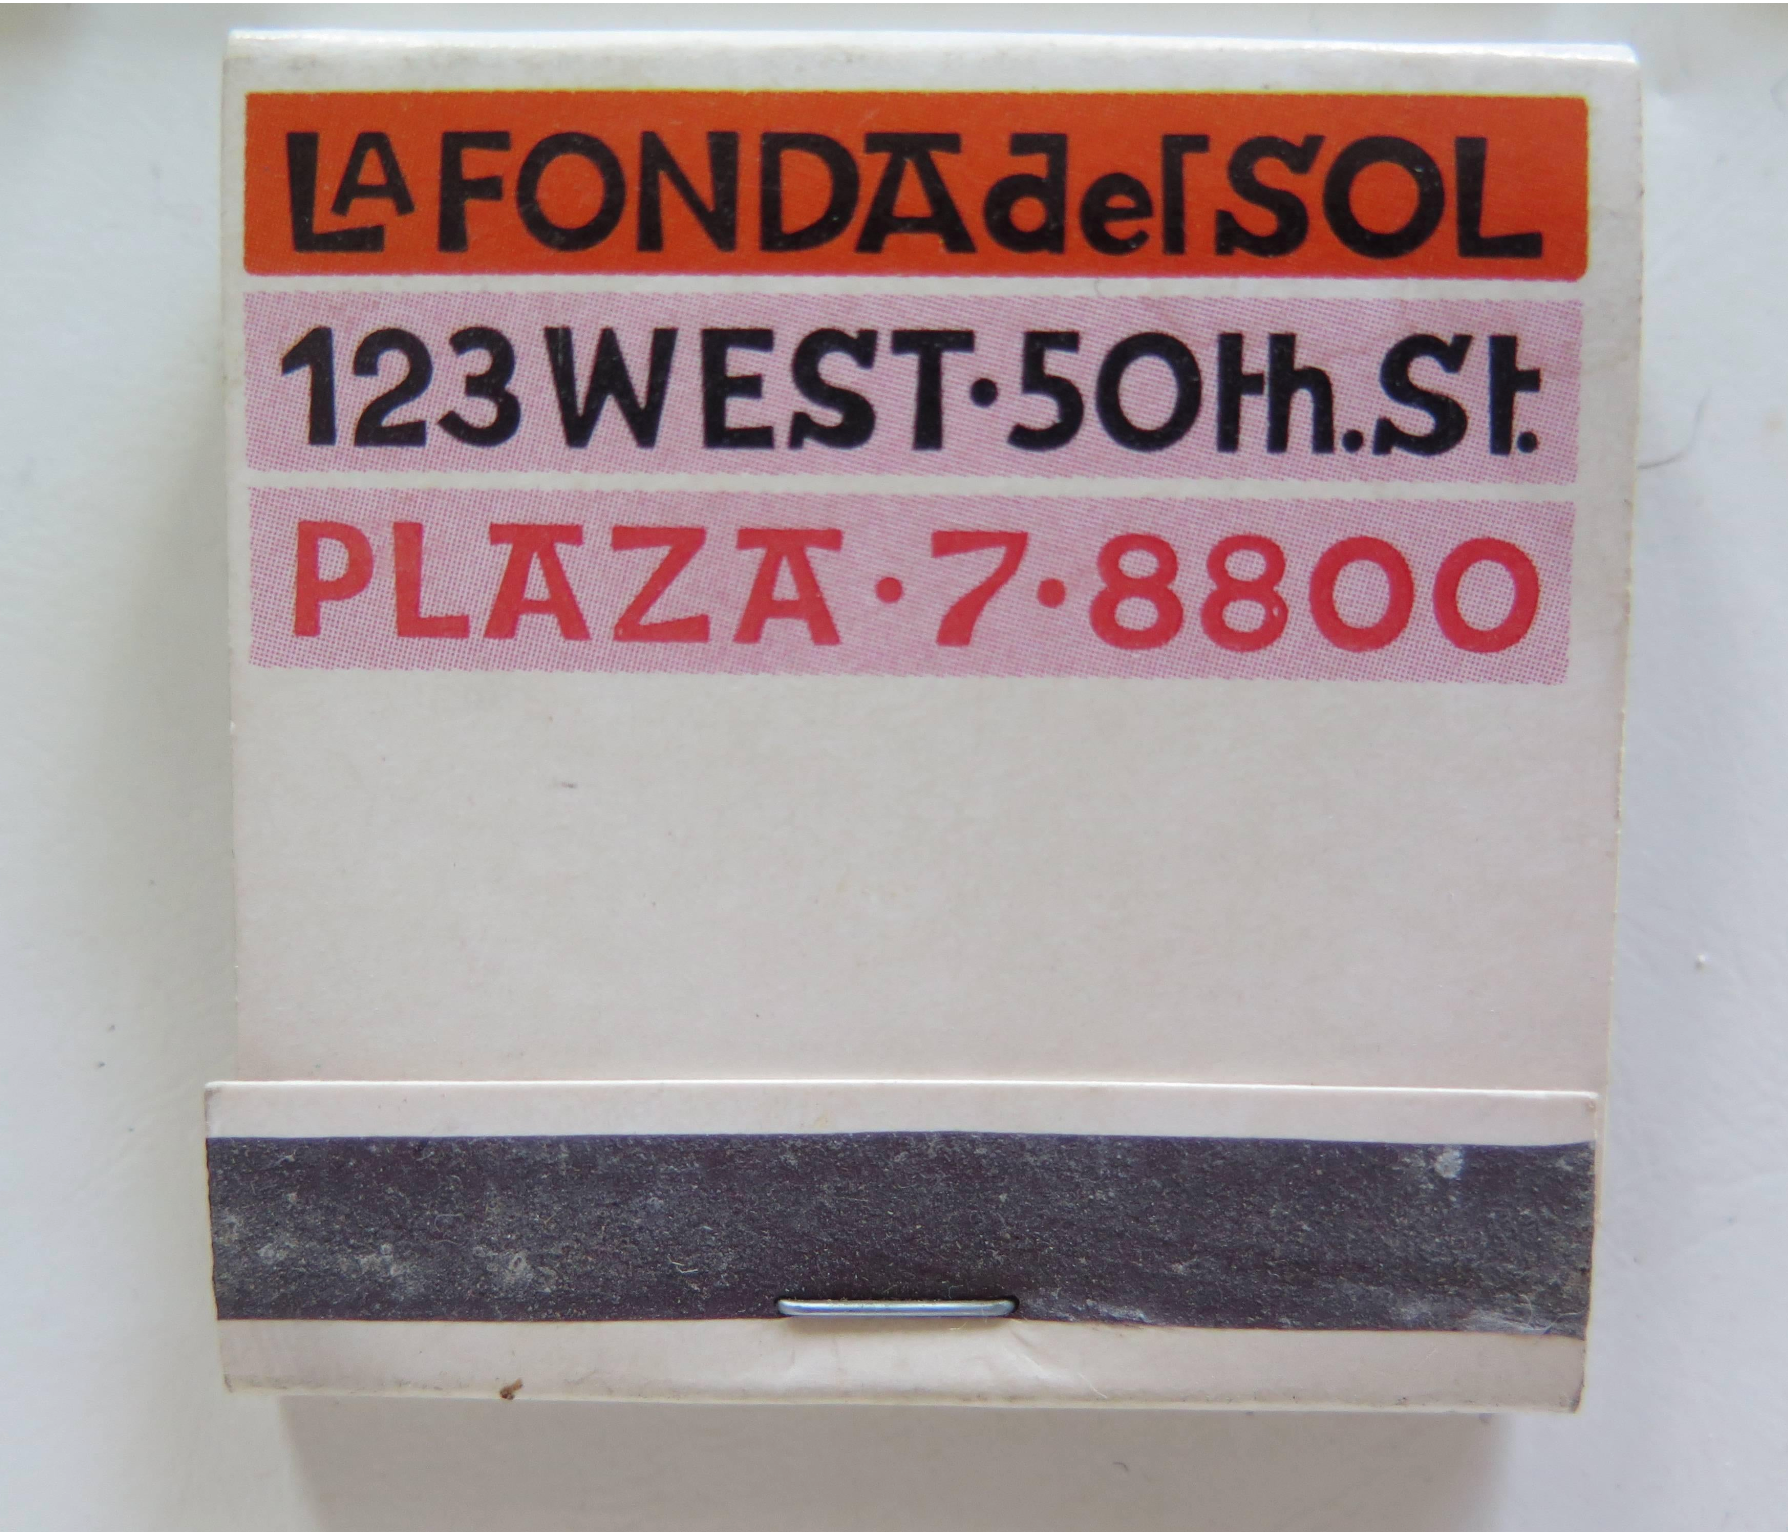 LA FONDA del SOL
123 WEST·50th.St.
PLAZA·7·8800